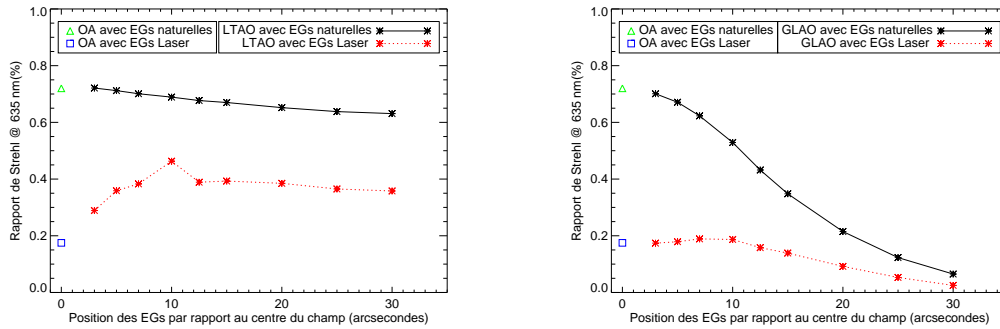 OA avec EGs naturelles LTAO avec EGs naturelles
OA avec EGs Laser LTAO avec EGs Laser
Rapport de Strehl @ 635 nm(%)
1.0
0.8
0.6
0.4
0.2
0.0
0 10 20 30
Position des EGs par rapport au centre du champ (arcsecondes)
OA avec EGs naturelles GLAO avec EGs naturelles
OA avec EGs Laser GLAO avec EGs Laser
Rapport de Strehl @ 635 nm(%)
1.0
0.8
0.6
0.4
0.2
0.0
0 10 20 30
Position des EGs par rapport au centre du champ (arcsecondes)